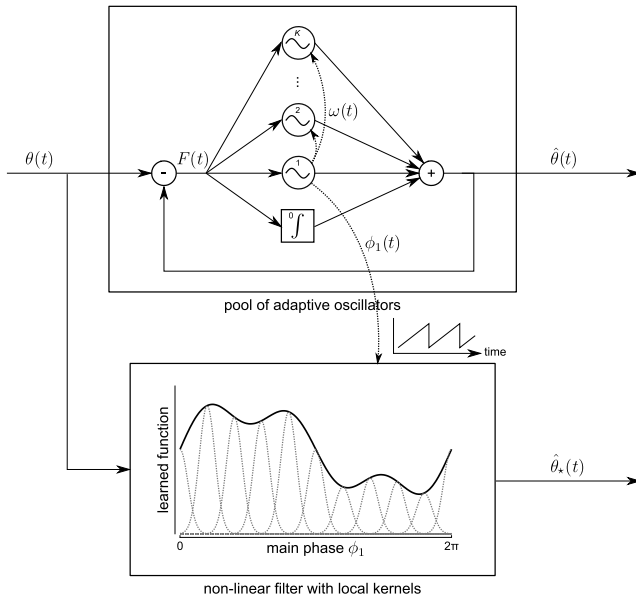 K
⋮
ω(t)
2
θ(t)
F(t)
-
1
+
θ̂(t)
0
∫
ϕ₁(t)
pool of adaptive oscillators
time
learned function
θ̂⋆(t)
0
main phase ϕ₁
2π
non-linear filter with local kernels